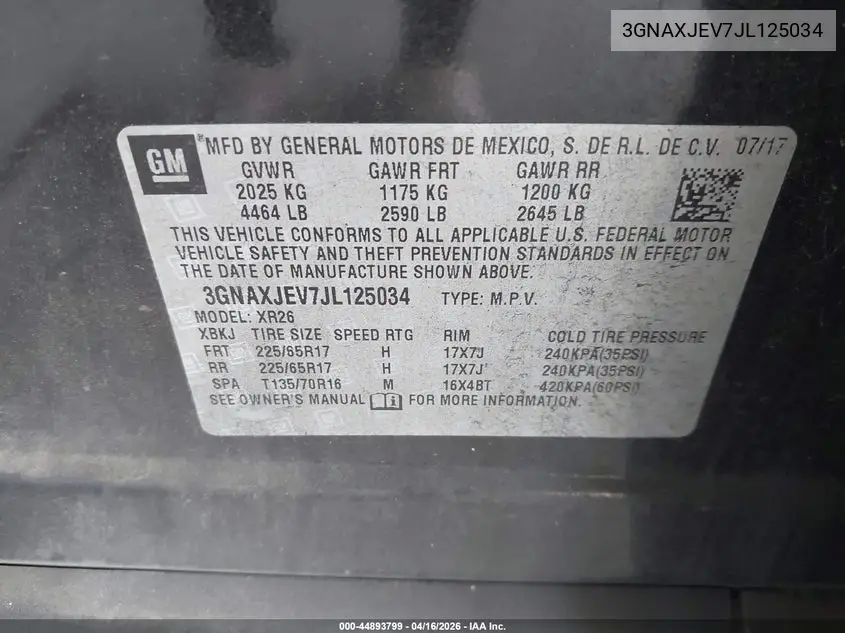 3GNAXJEV7JL125034
GM
®MFD BY GENERAL MOTORS DE MEXICO, S. DE R.L. DE C.V. 07/17
GVWR GAWR FRT GAWR RR
2025 KG 1175 KG 1200 KG
4464 LB 2590 LB 2645 LB
THIS VEHICLE CONFORMS TO ALL APPLICABLE U.S. FEDERAL MOTOR
VEHICLE SAFETY AND THEFT PREVENTION STANDARDS IN EFFECT ON
THE DATE OF MANUFACTURE SHOWN ABOVE.
3GNAXJEV7JL125034 TYPE: M.P.V.
MODEL: XR26
XBKJ TIRE SIZE SPEED RTG RIM COLD TIRE PRESSURE
FRT 225/65R17 H 17X7J 240KPA(35PSI)
RR 225/65R17 H 17X7J 240KPA(35PSI)
SPA T135/70R16 M 16X4BT 420KPA(60PSI)
SEE OWNER'S MANUAL FOR MORE INFORMATION.
000-44893799 - 04/16/2026 - IAA Inc.